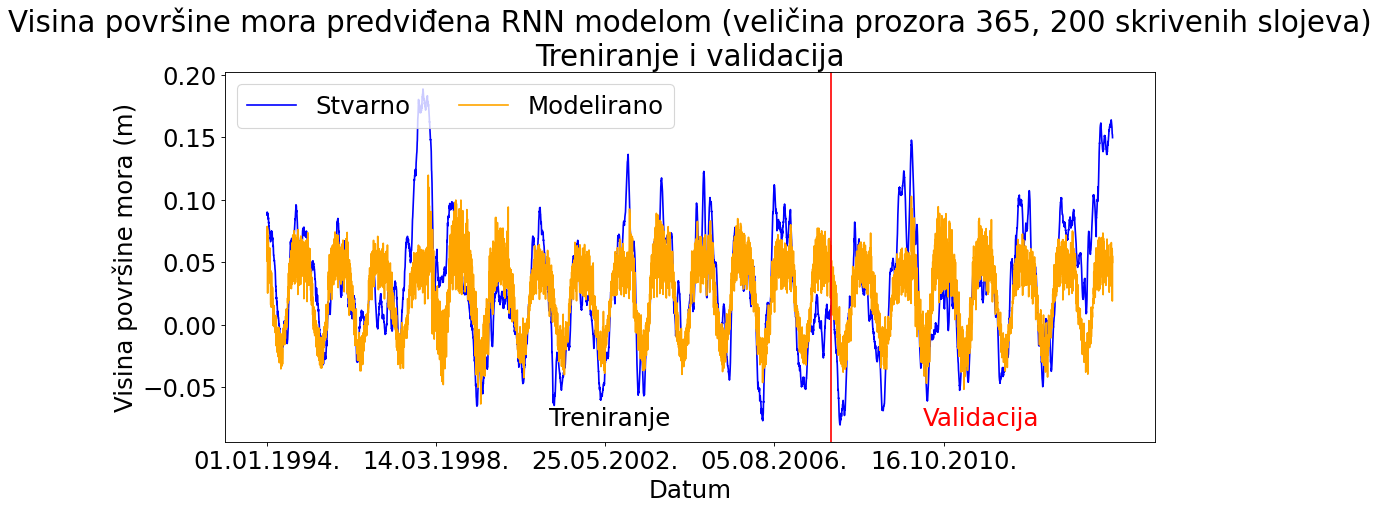 Visina površine mora predviđena RNN modelom (veličina prozora 365, 200 skrivenih slojeva)
Treniranje i validacija
Stvarno Modelirano
Visina površine mora (m)
0.20
0.15
0.10
0.05
0.00
−0.05
Treniranje Validacija
01.01.1994. 14.03.1998. 25.05.2002. 05.08.2006. 16.10.2010.
Datum